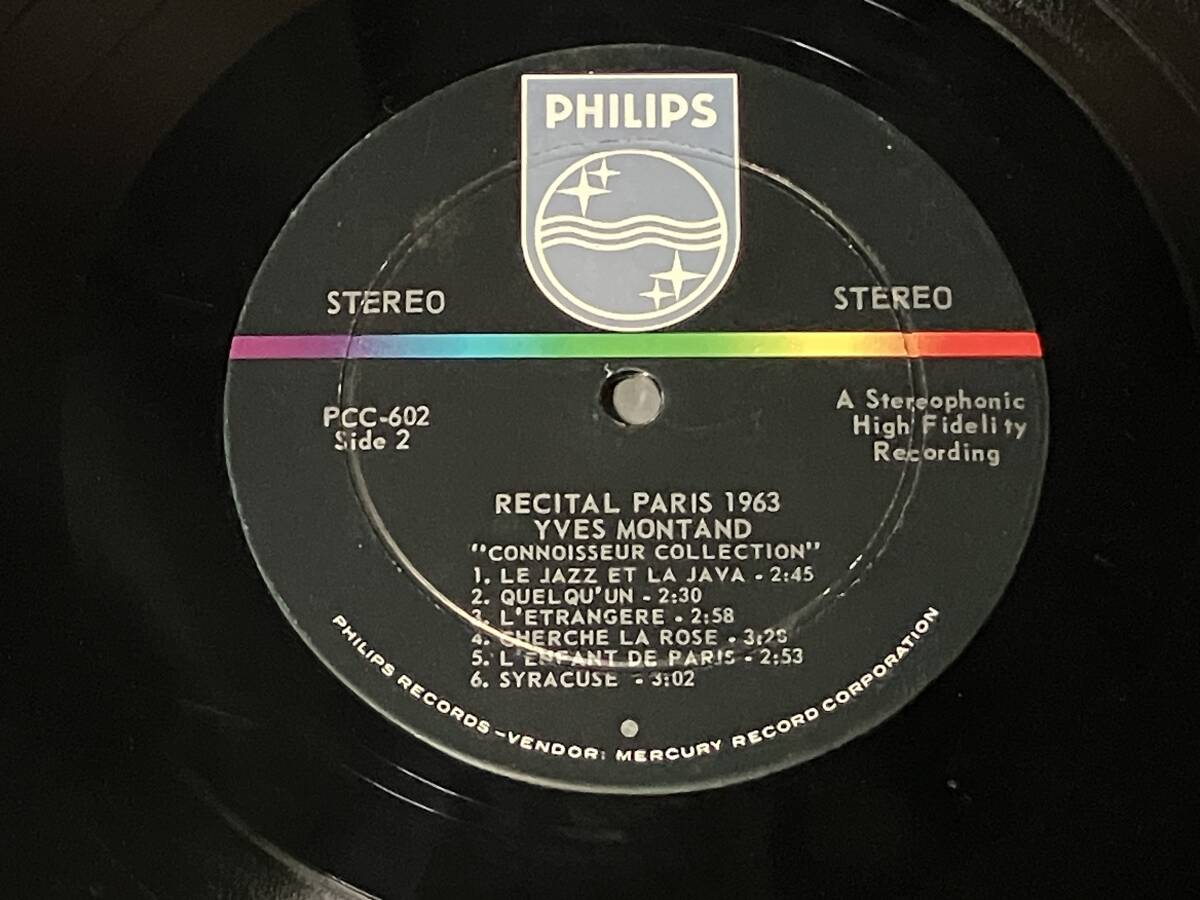 PHILIPS
STEREO
STEREO
PCC-602
Side 2
A Stereophonic
High Fidelity
Recording
RECITAL PARIS 1963
YVES MONTAND
"CONNOISSEUR COLLECTION"
1. LE JAZZ ET LA JAVA - 2:45
2. QUELQU'UN - 2:30
3. L'ETRANGERE - 2:58
4. CHERCHE LA ROSE - 3:28
5. L'ENFANT DE PARIS - 2:53
6. SYRACUSE - 3:02
PHILIPS RECORDS-VENDOR: MERCURY RECORD CORPORATION